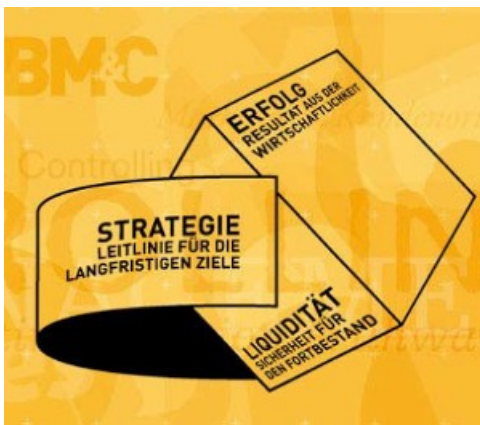 BM&C
ERFOLG
RESULTAT AUS DER
WIRTSCHAFTLICHKEIT
Controlling
STRATEGIE
LEITLINIE FÜR DIE
LANGFRISTIGEN ZIELE
LIQUIDITÄT
SICHERHEIT FÜR
DEN FORTBESTAND